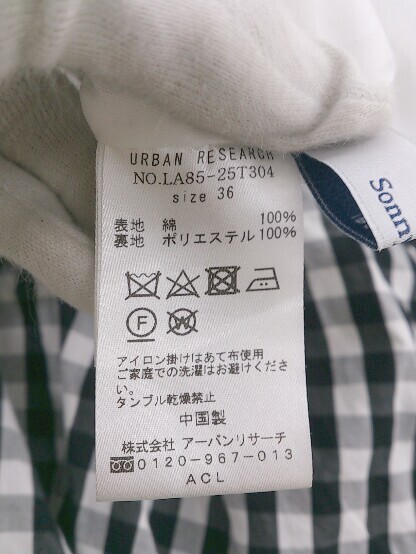 URBAN RESEARCH
NO.LA85-25T304
size 36
表地 綿 100%
裏地 ポリエステル 100%
F W
アイロン掛けはあて布使用
ご家庭での洗濯はお避けくださ
い。
タンブル乾燥禁止
中国製
株式会社 アーバンリサーチ
0120-967-013
ACL